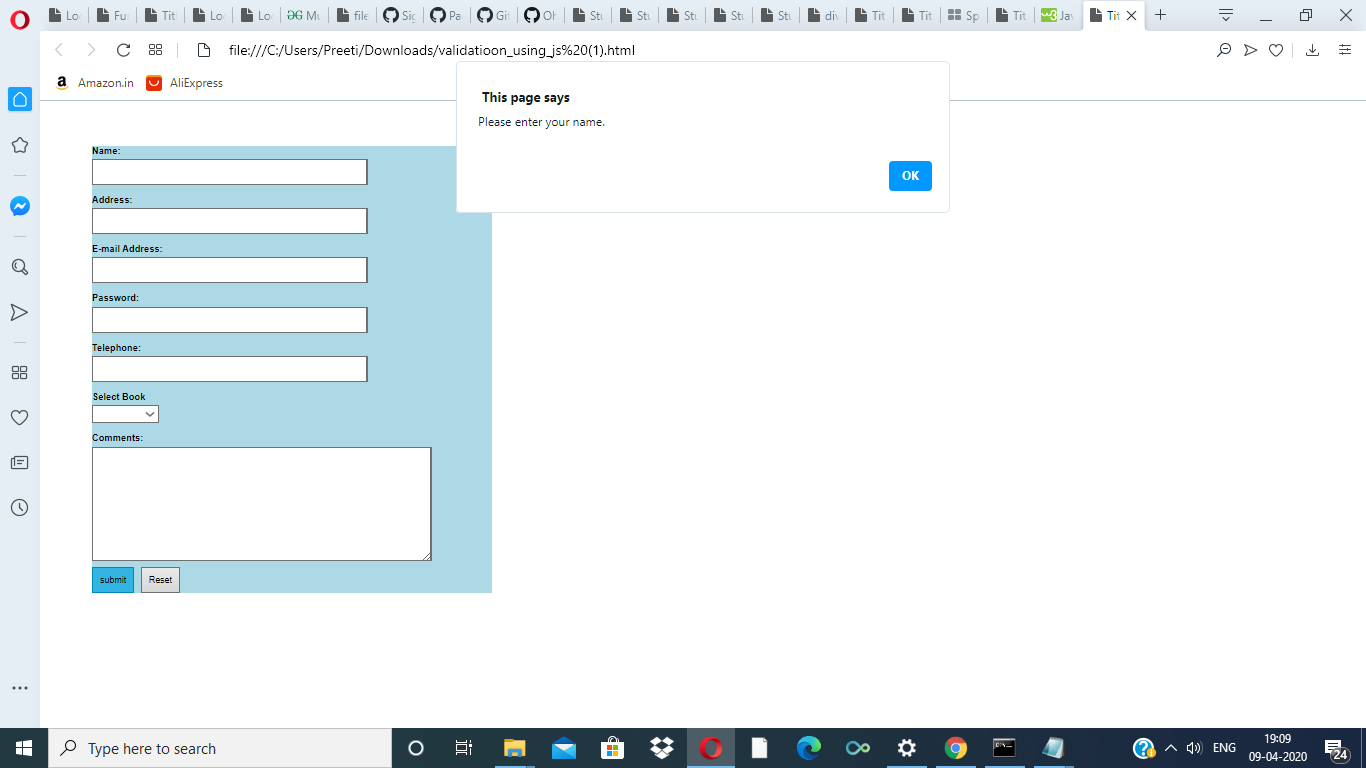 Lo Fu Tit Lo Lo Mu file Sig Pa Git Oh Stu Stu Stu Stu Stu div Tit Tit Sp Tit Jav Tit
file:///C:/Users/Preeti/Downloads/validatioon_using_js%20(1).html
a Amazon.in AliExpress
This page says
Please enter your name.
OK
Name:
Address:
E-mail Address:
Password:
Telephone:
Select Book
Comments:
submit Reset
Type here to search
ENG
19:09
09-04-2020
24